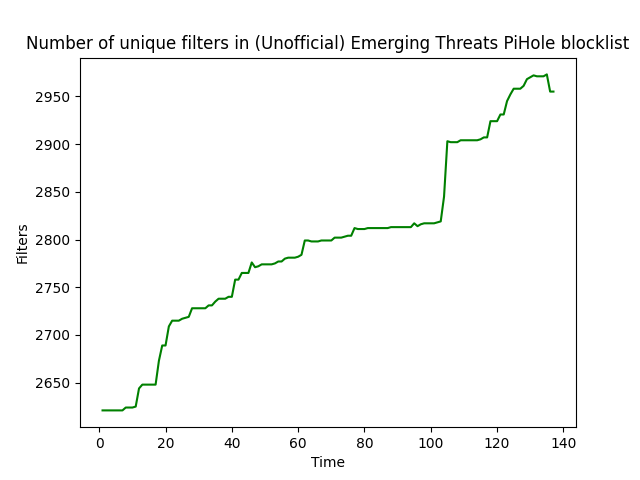 Number of unique filters in (Unofficial) Emerging Threats PiHole blocklist
2950
2900
2850
2800
2750
2700
2650
Filters
0 20 40 60 80 100 120 140
Time